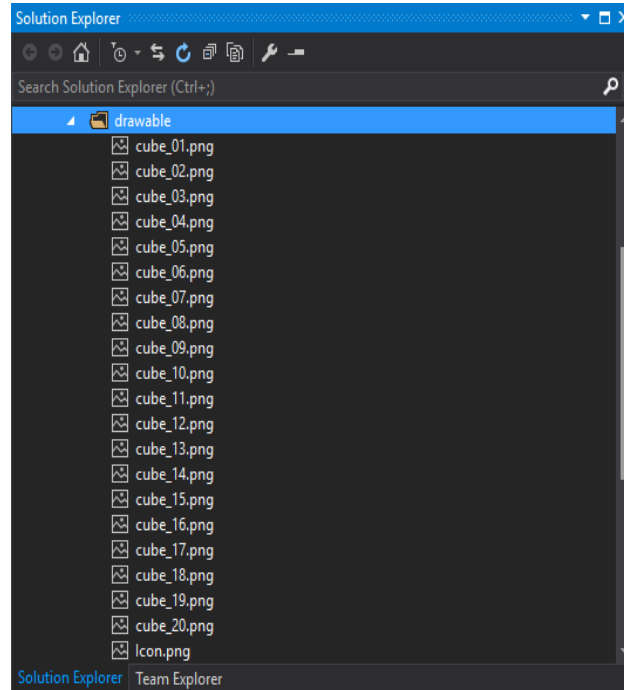 Solution Explorer
Search Solution Explorer (Ctrl+;)
drawable
cube_01.png
cube_02.png
cube_03.png
cube_04.png
cube_05.png
cube_06.png
cube_07.png
cube_08.png
cube_09.png
cube_10.png
cube_11.png
cube_12.png
cube_13.png
cube_14.png
cube_15.png
cube_16.png
cube_17.png
cube_18.png
cube_19.png
cube_20.png
Icon.png
Solution Explorer Team Explorer